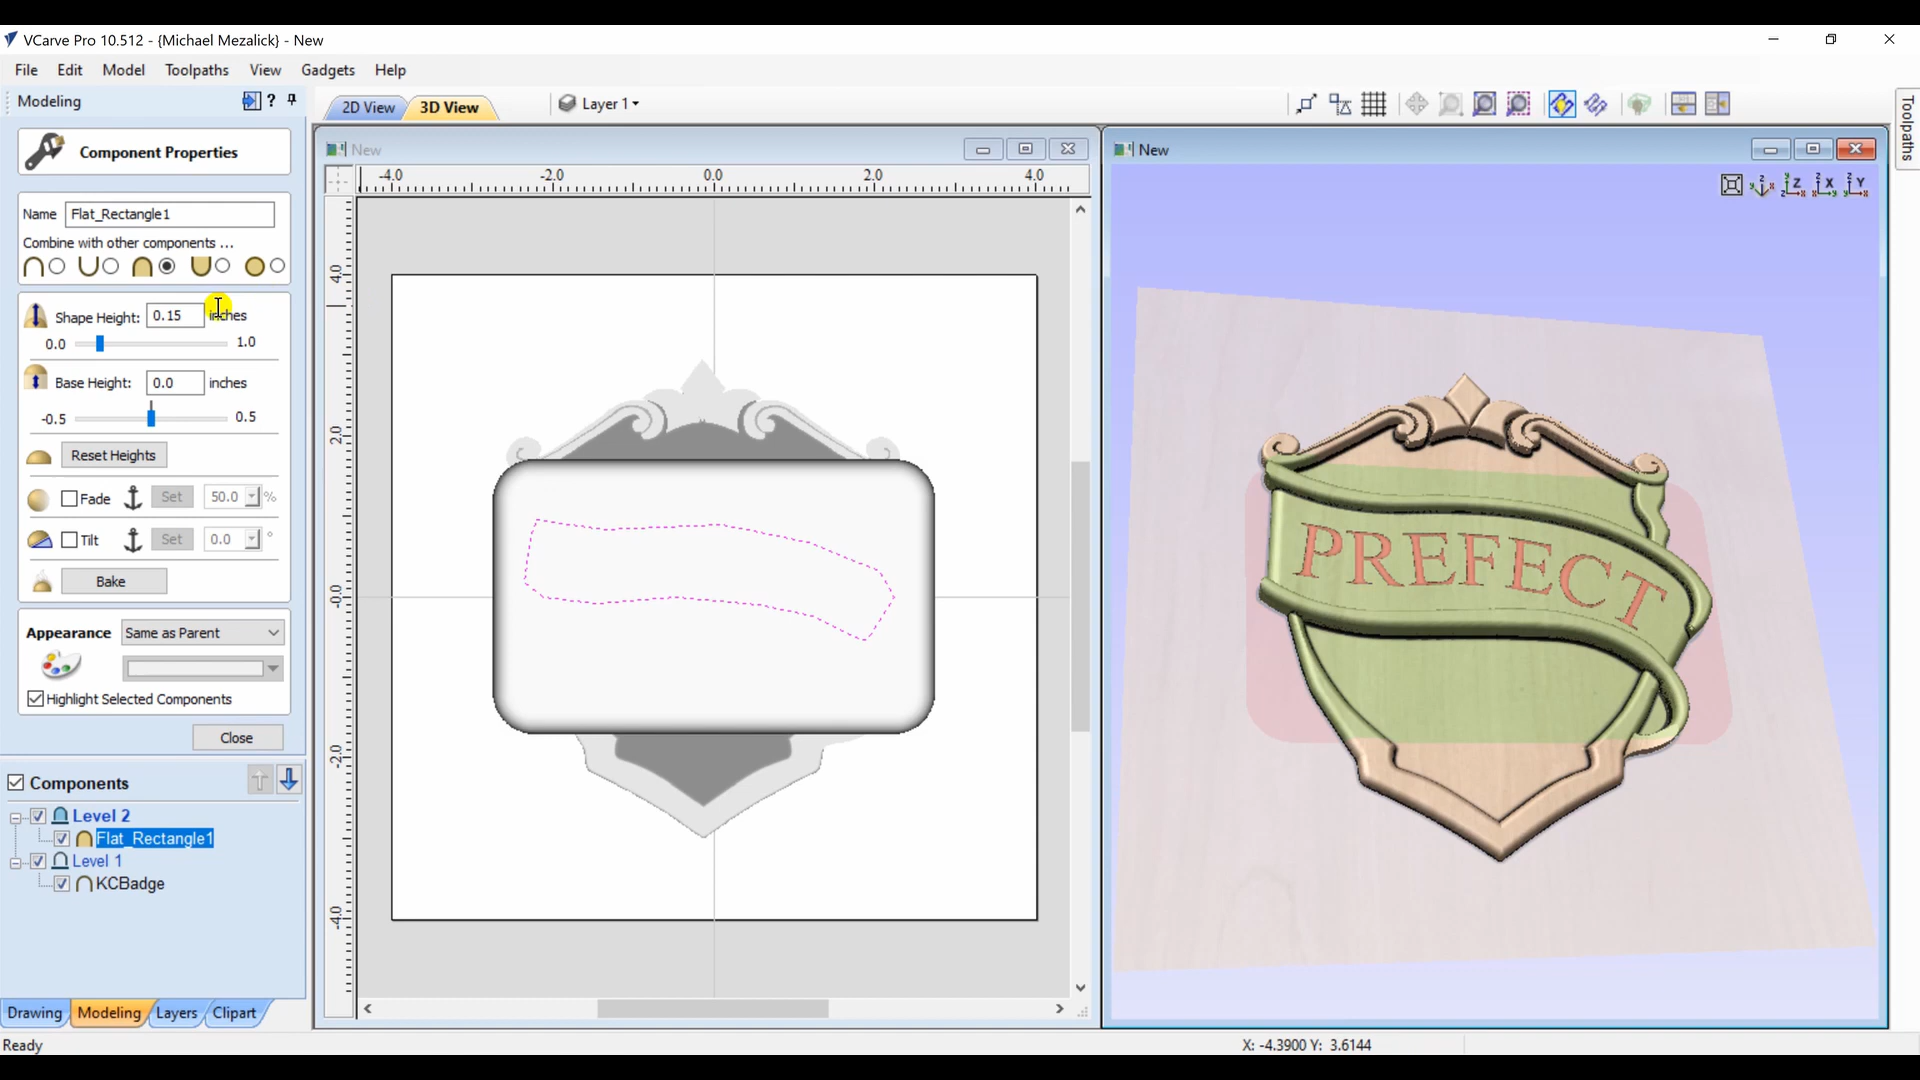 VCarve Pro 10.512 - {Michael Mezalick} - New
File Edit Model Toolpaths View Gadgets Help
Modeling ?
2D View 3D View Layer 1
Toolpaths
Component Properties
Name Flat_Rectangle1
Combine with other components ...
Shape Height: 0.15 inches
0.0 1.0
Base Height: 0.0 inches
-0.5 0.5
Reset Heights
Fade Set 50.0 %
Tilt Set 0.0 °
Bake
Appearance Same as Parent
Highlight Selected Components
Close
Components
Level 2
Flat_Rectangle1
Level 1
KCBadge
Drawing Modeling Layers Clipart
Ready
New
-4.0 -2.0 0.0 2.0 4.0
4.0
2.0
-0.0
-2.0
-4.0
New
Z X Y
PREFECT
X: -4.3900 Y: 3.6144